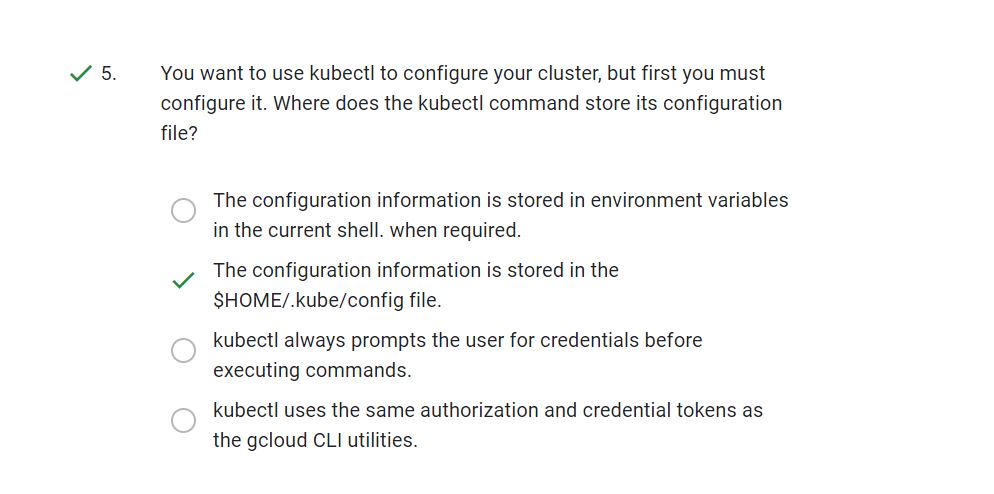 5. You want to use kubectl to configure your cluster, but first you must
configure it. Where does the kubectl command store its configuration
file?
The configuration information is stored in environment variables
in the current shell. when required.
The configuration information is stored in the
$HOME/.kube/config file.
kubectl always prompts the user for credentials before
executing commands.
kubectl uses the same authorization and credential tokens as
the gcloud CLI utilities.